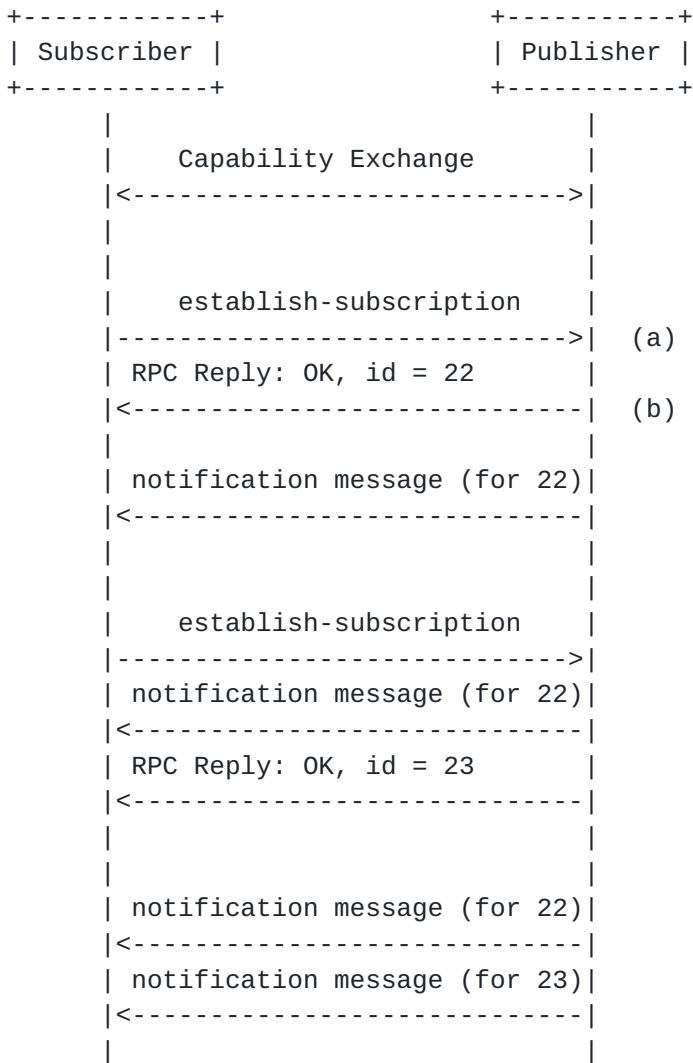 +------------+                 +-----------+
| Subscriber |                 | Publisher |
+------------+                 +-----------+
      |                              |
      |    Capability Exchange       |
      |<---------------------------->|
      |                              |
      |                              |
      |    establish-subscription    |
      |----------------------------->|  (a)
      | RPC Reply: OK, id = 22       |
      |<-----------------------------|  (b)
      |                              |
      | notification message (for 22)|
      |<-----------------------------|
      |                              |
      |                              |
      |    establish-subscription    |
      |----------------------------->|
      | notification message (for 22)|
      |<-----------------------------|
      | RPC Reply: OK, id = 23       |
      |<-----------------------------|
      |                              |
      |                              |
      | notification message (for 22)|
      |<-----------------------------|
      | notification message (for 23)|
      |<-----------------------------|
      |                              |